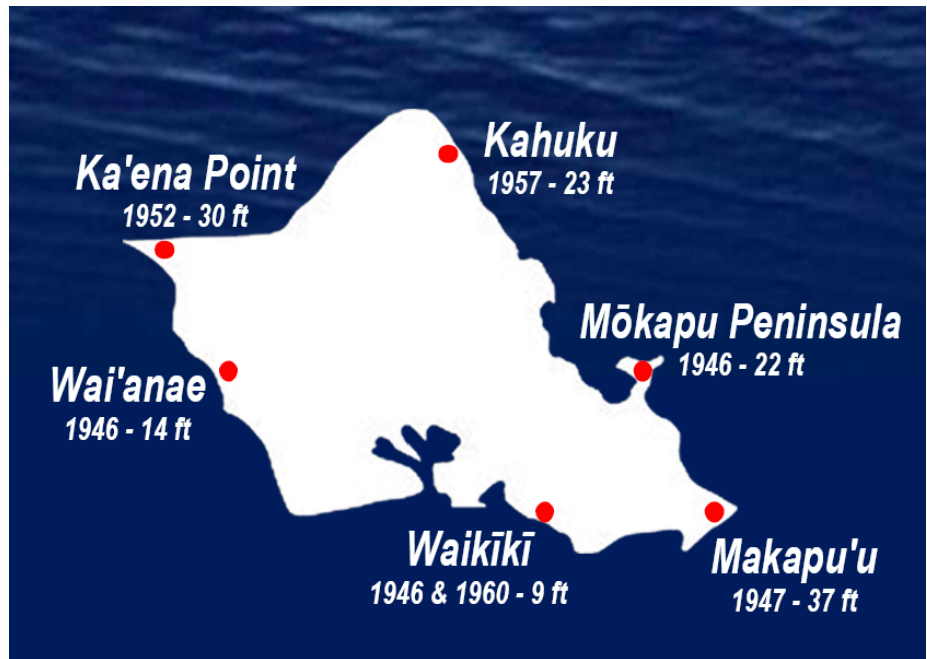 Kahuku
1957 - 23 ft
Ka'ena Point
1952 - 30 ft
Mōkapu Peninsula
1946 - 22 ft
Wai'anae
1946 - 14 ft
Waikīkī
1946 & 1960 - 9 ft
Makapu'u
1947 - 37 ft